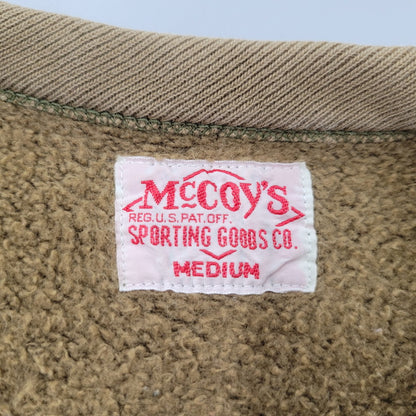 McCOY'S
REG.U.S.PAT.OFF.
SPORTING GOODS CO.
MEDIUM